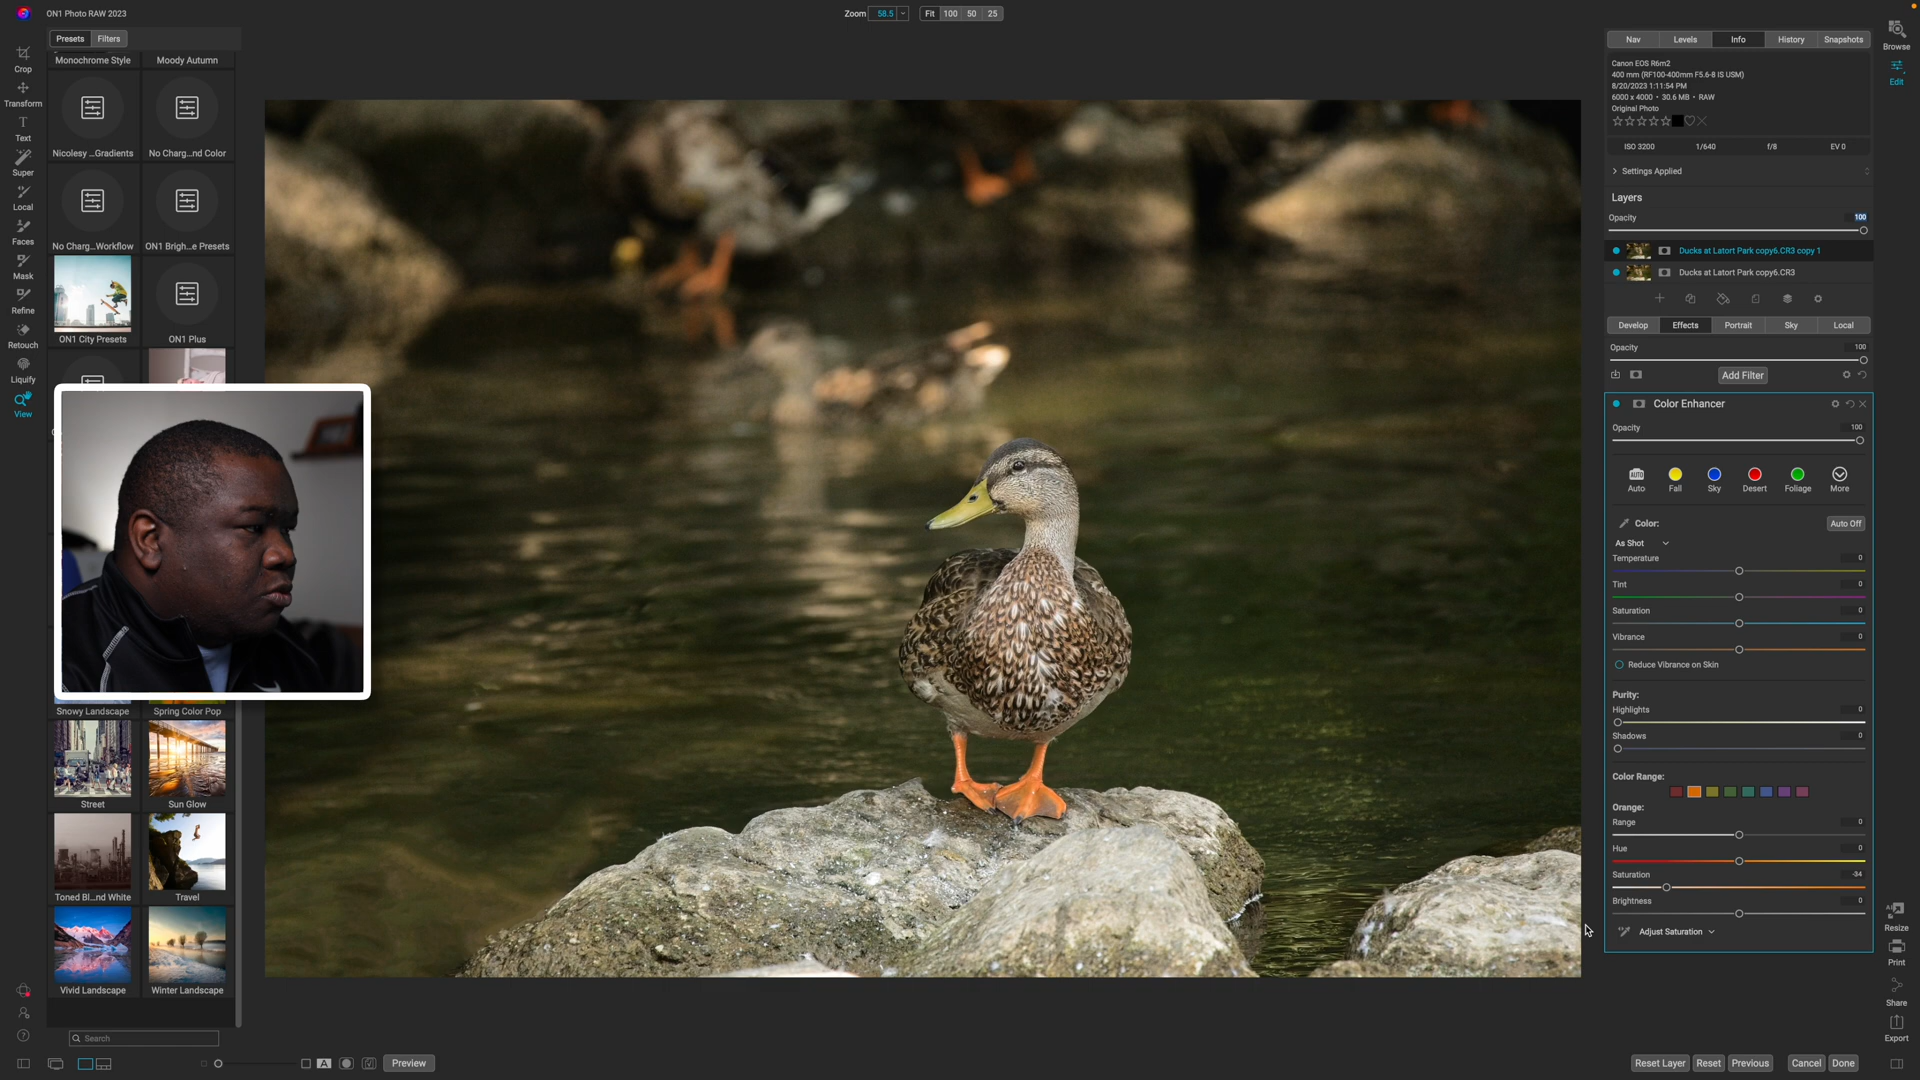 ON1 Photo RAW 2023
Zoom 58.5
Fit 100 50 25
Presets Filters
Monochrome Style Moody Autumn
Nicolesy ...Gradients No Charg...nd Color
No Charg...Workflow ON1 Brigh...e Presets
ON1 City Presets ON1 Plus
Snowy Landscape Spring Color Pop
Street Sun Glow
Toned Bl...nd White Travel
Vivid Landscape Winter Landscape
Search
Preview
Crop
Transform
Text
Super
Local
Faces
Mask
Refine
Retouch
Liquify
View
Nav Levels Info History Snapshots
Canon EOS R6m2
400 mm (RF100-400mm F5.6-8 IS USM)
8/20/2023 1:11:54 PM
6000 x 4000 • 30.6 MB • RAW
Original Photo
ISO 3200 1/640 f/8 EV 0
Settings Applied
Layers
Opacity 100
Ducks at Latort Park copy6.CR3 copy 1
Ducks at Latort Park copy6.CR3
Develop Effects Portrait Sky Local
Opacity 100
Add Filter
Color Enhancer
Opacity 100
Auto Fall Sky Desert Foliage More
Color: Auto Off
As Shot
Temperature 0
Tint 0
Saturation 0
Vibrance 0
Reduce Vibrance on Skin
Purity:
Highlights 0
Shadows 0
Color Range:
Orange:
Range 0
Hue 0
Saturation -34
Brightness 0
Adjust Saturation
Reset Layer Reset Previous Cancel Done
Browse
Edit
Resize
Print
Share
Export